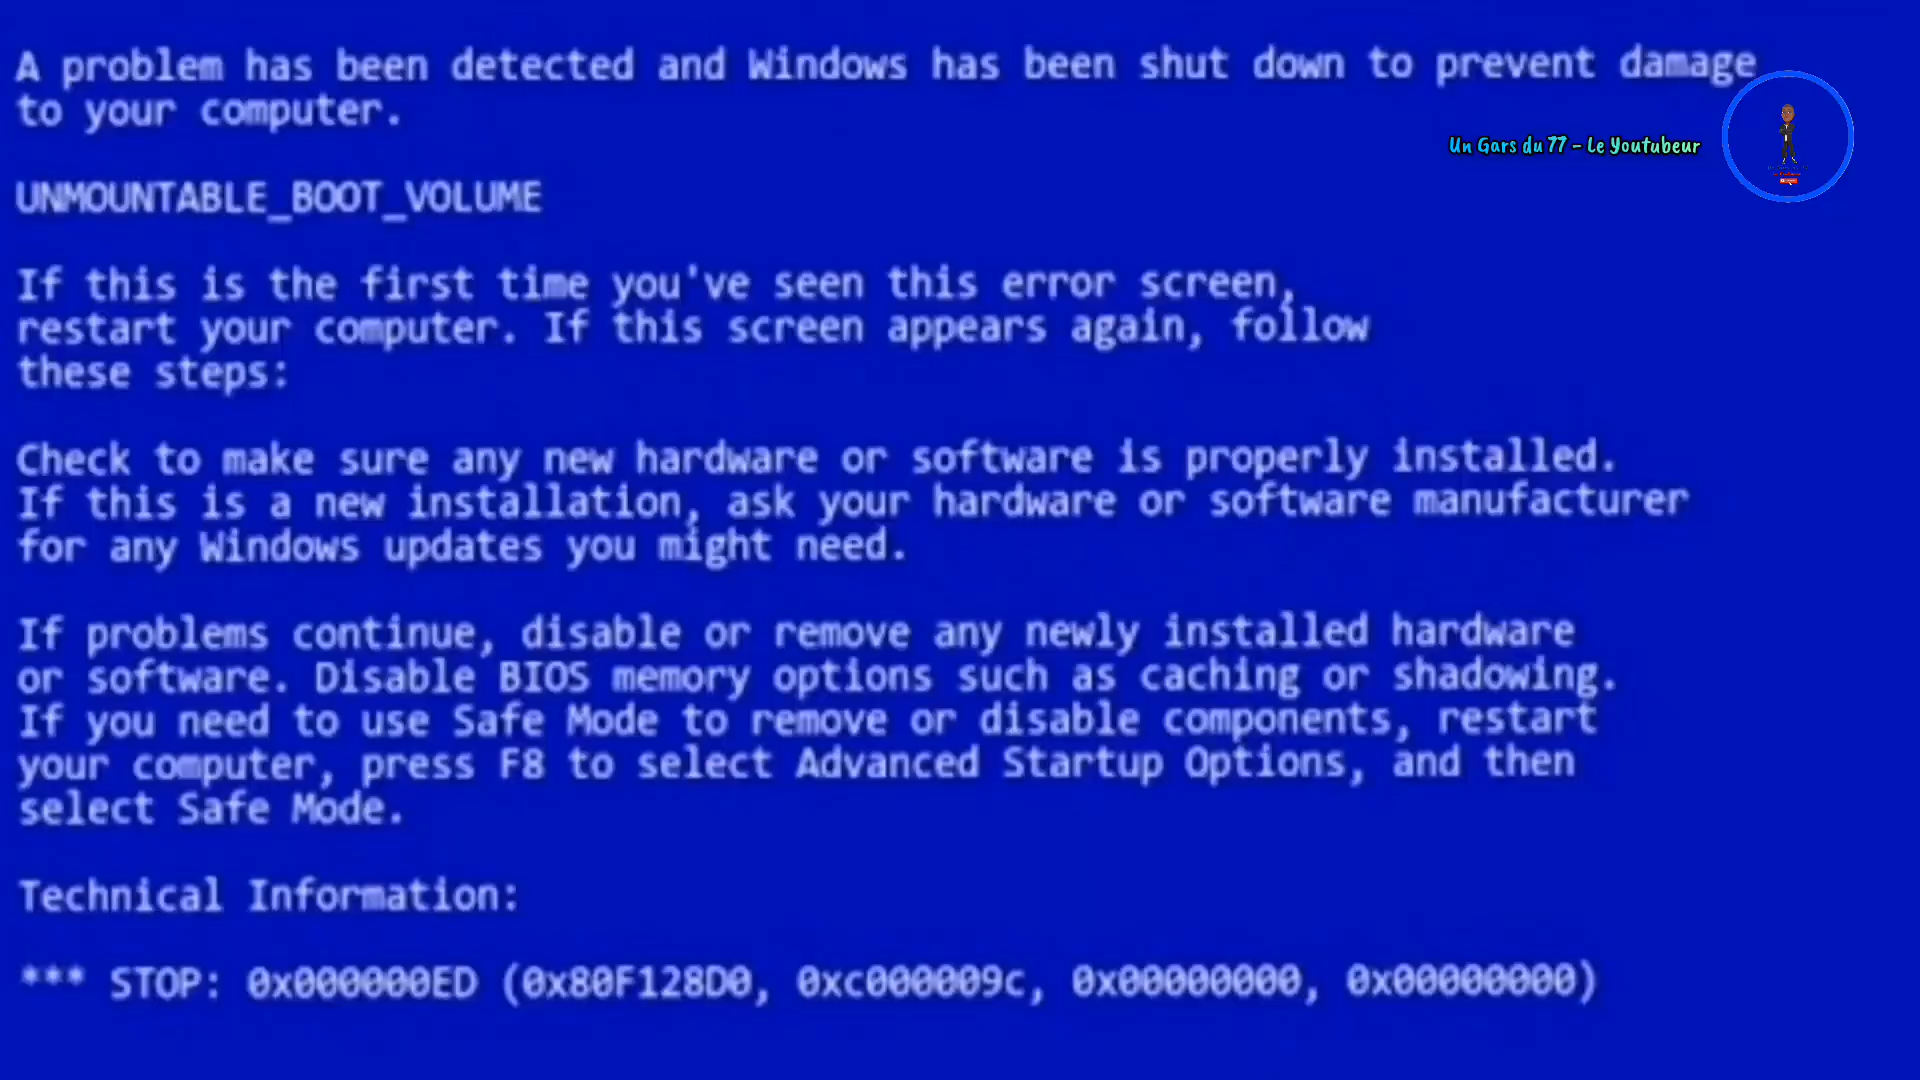 A problem has been detected and Windows has been shut down to prevent damage
to your computer.
Un Gars du 77 - Le Youtubeur
UNMOUNTABLE_BOOT_VOLUME
If this is the first time you've seen this error screen,
restart your computer. If this screen appears again, follow
these steps:
Check to make sure any new hardware or software is properly installed.
If this is a new installation, ask your hardware or software manufacturer
for any Windows updates you might need.
If problems continue, disable or remove any newly installed hardware
or software. Disable BIOS memory options such as caching or shadowing.
If you need to use Safe Mode to remove or disable components, restart
your computer, press F8 to select Advanced Startup Options, and then
select Safe Mode.
Technical Information:
*** STOP: 0x000000ED (0x80F128D0, 0xc000009c, 0x00000000, 0x00000000)